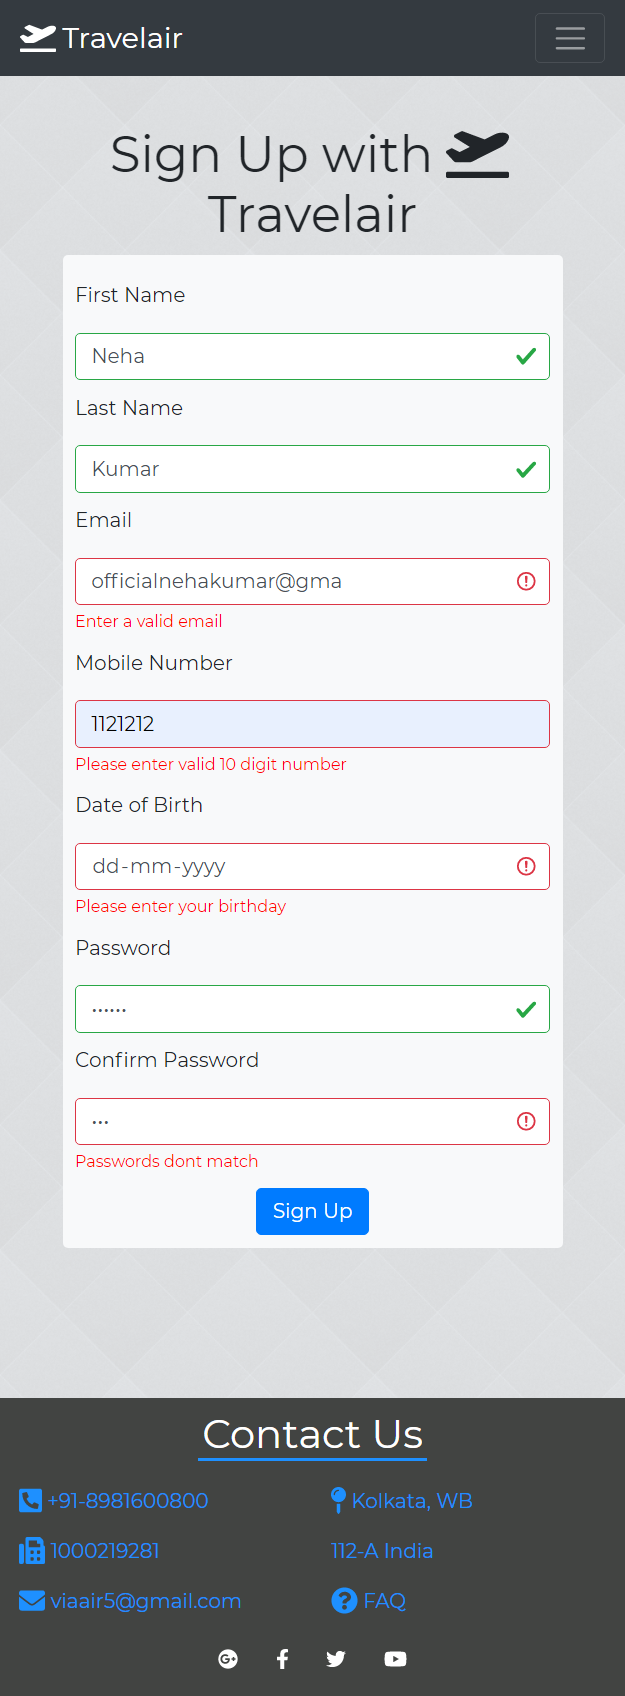 Travelair
Sign Up with
Travelair
First Name
Neha
Last Name
Kumar
Email
officialnehakumar@gma
Enter a valid email
Mobile Number
1121212
Please enter valid 10 digit number
Date of Birth
dd-mm-yyyy
Please enter your birthday
Password
••••••
Confirm Password
•••
Passwords dont match
Sign Up
Contact Us
+91-8981600800
Kolkata, WB
1000219281
112-A India
viaair5@gmail.com
FAQ